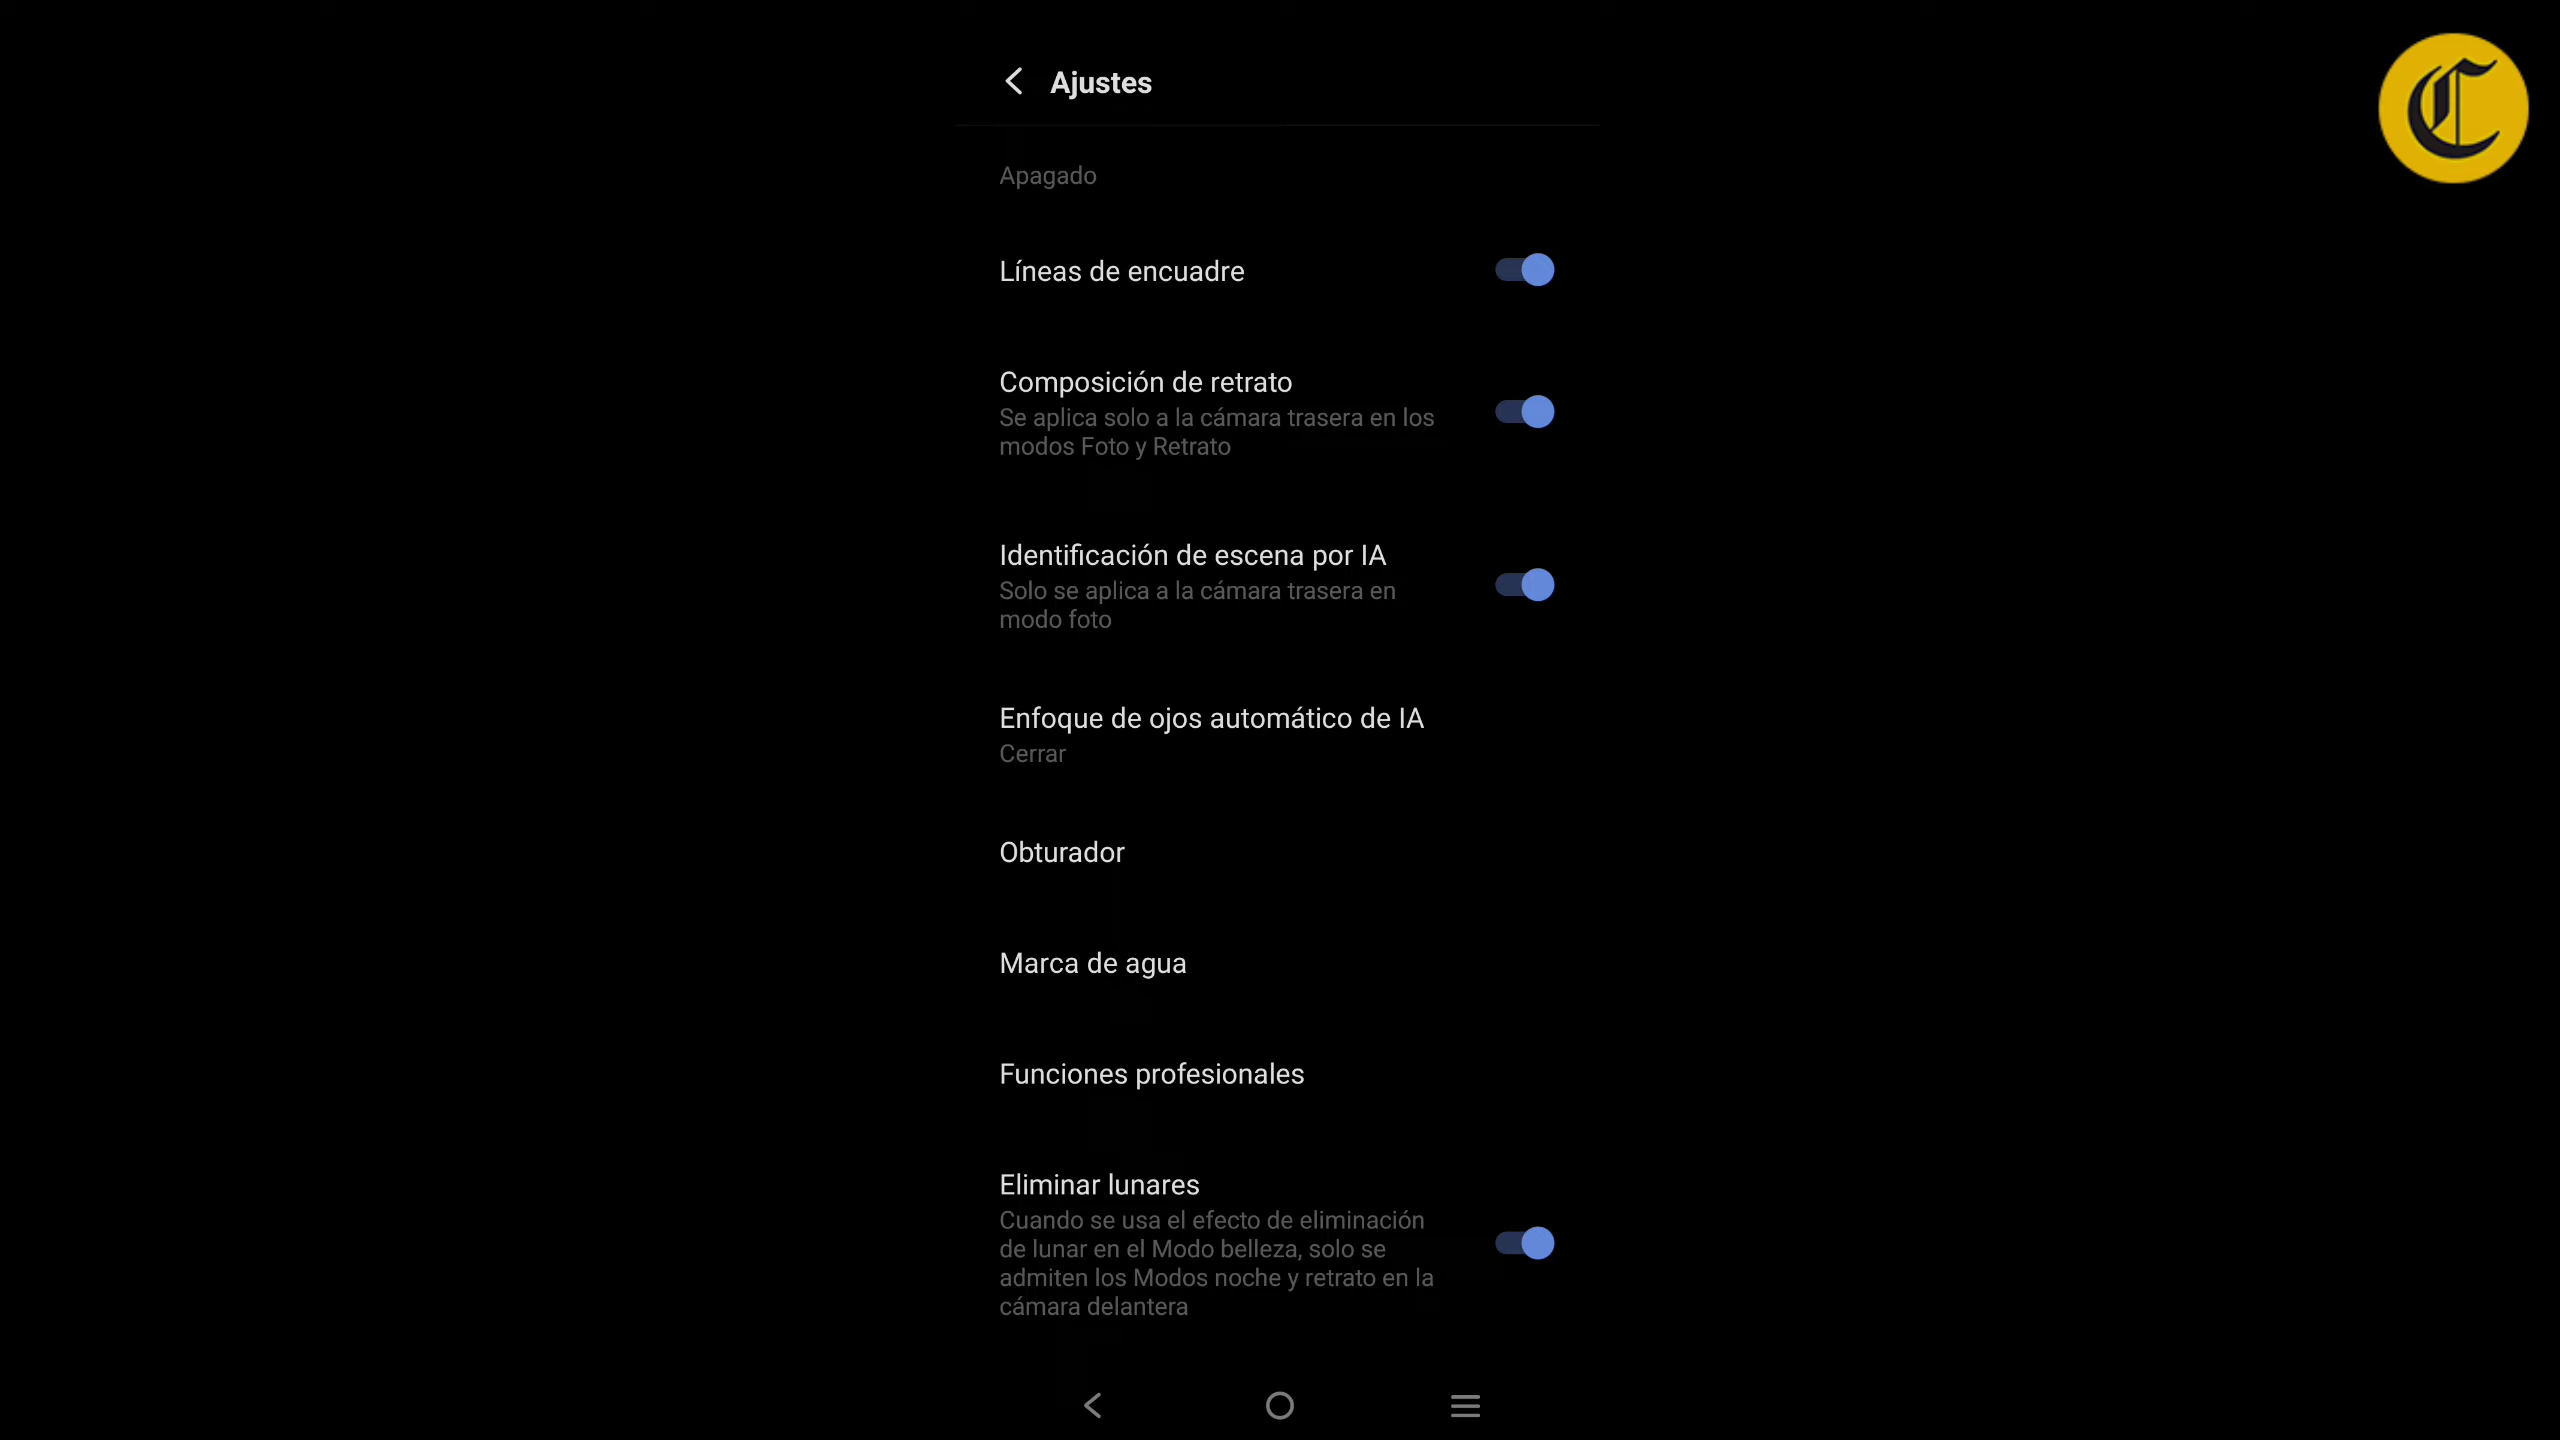 Ajustes
Apagado
Líneas de encuadre
Composición de retrato
Se aplica solo a la cámara trasera en los
modos Foto y Retrato
Identificación de escena por IA
Solo se aplica a la cámara trasera en
modo foto
Enfoque de ojos automático de IA
Cerrar
Obturador
Marca de agua
Funciones profesionales
Eliminar lunares
Cuando se usa el efecto de eliminación
de lunar en el Modo belleza, solo se
admiten los Modos noche y retrato en la
cámara delantera
C